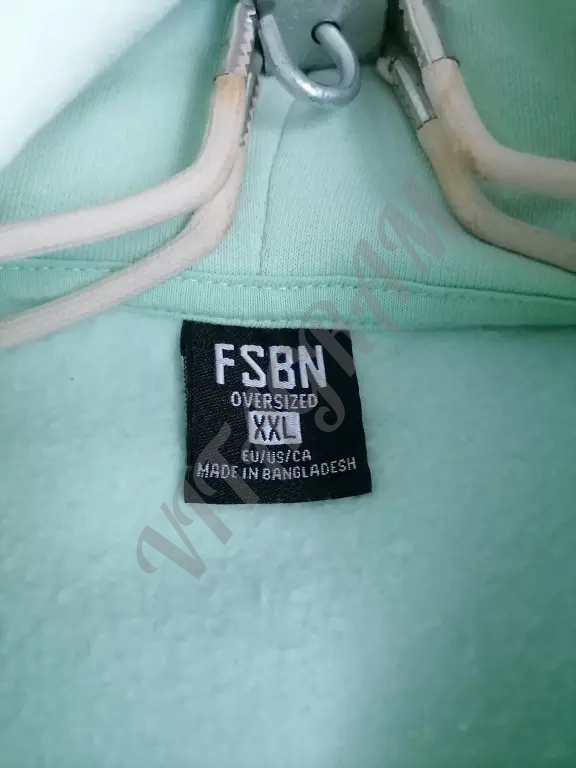 FSBN
OVERSIZED
XXL
EU/US/CA
MADE IN BANGLADESH